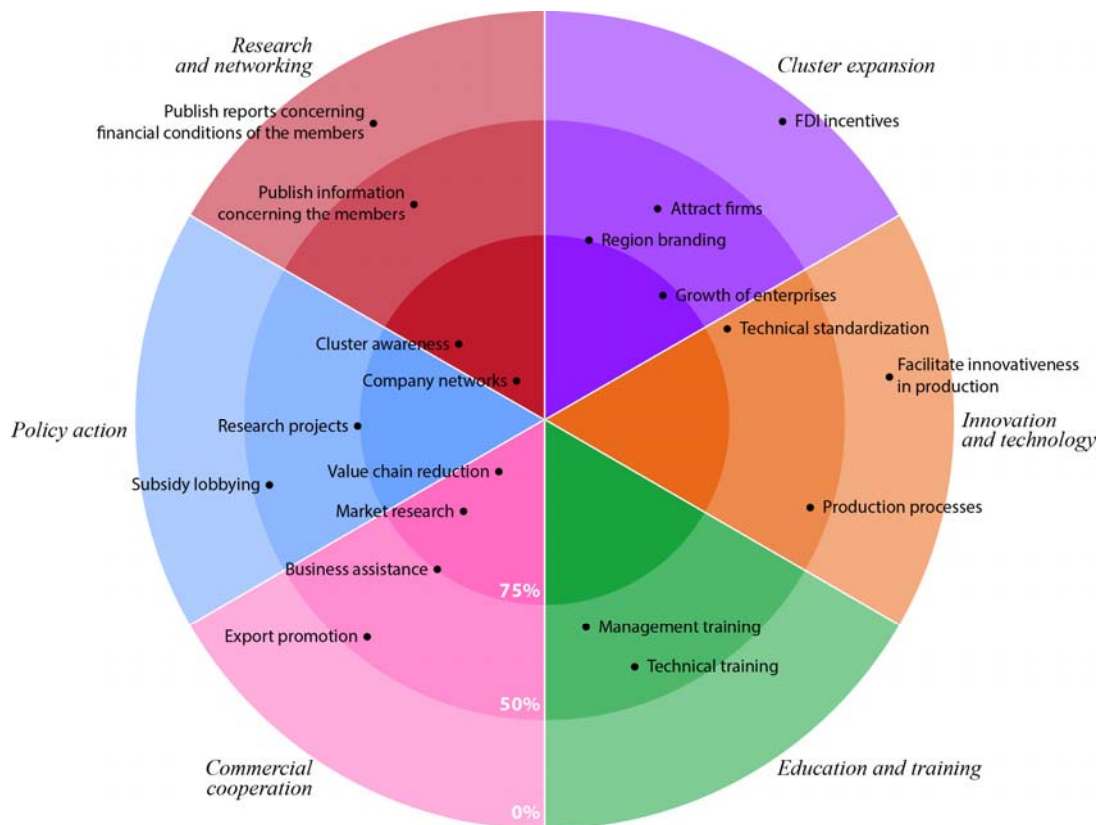 Research
and networking
Cluster expansion
Publish reports concerning
financial conditions of the members
FDI incentives
Publish information
concerning the members
Attract firms
Region branding
Growth of enterprises
Technical standardization
Cluster awareness
Facilitate innovativeness
in production
Company networks
Policy action
Research projects
Innovation
and technology
Value chain reduction
Subsidy lobbying
Market research
Production processes
Business assistance
75%
Management training
Export promotion
Technical training
50%
Commercial
cooperation
Education and training
0%